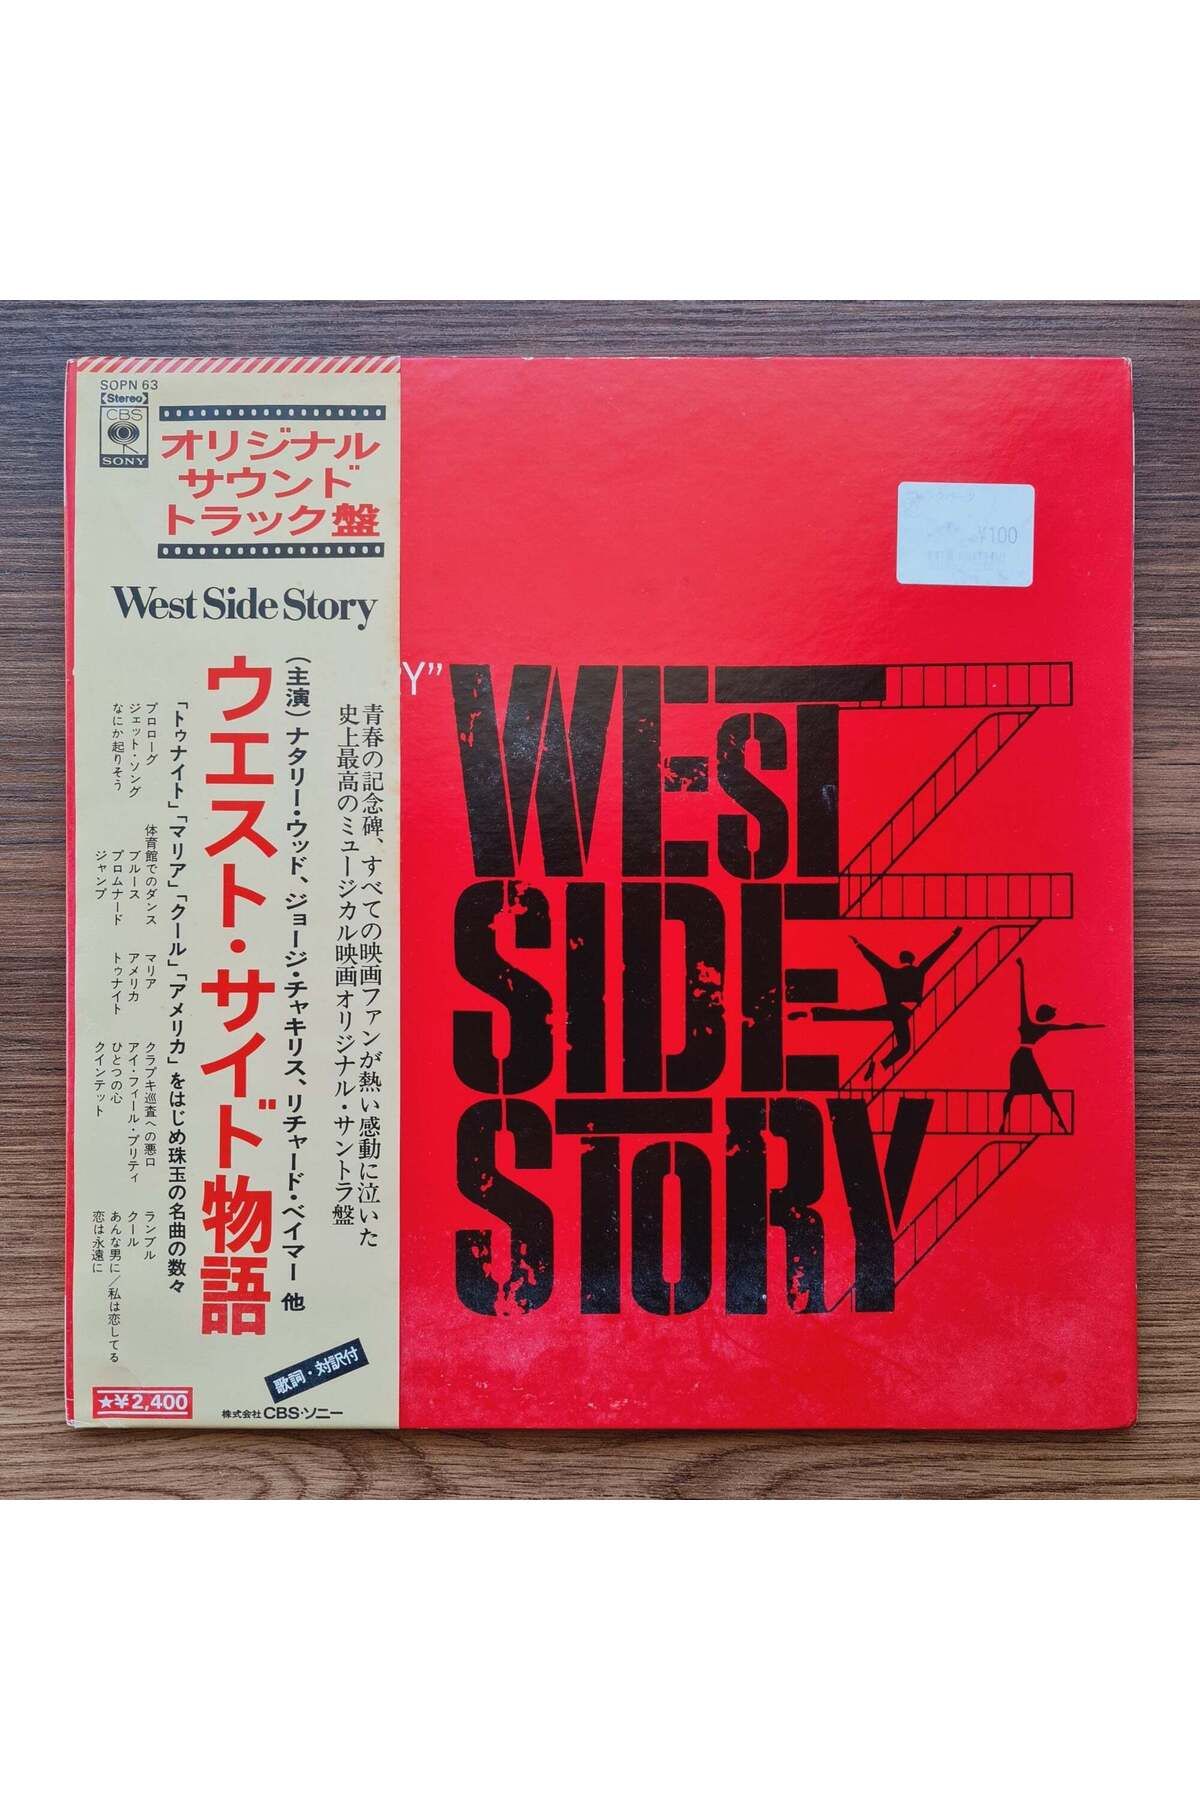 SOPN 63
Stereo
CBS
SONY
オリジナル
サウンド
トラック盤
West Side Story
青春の記念碑、すべての映画ファンが熱い感動に泣いた
史上最高のミュージカル映画オリジナル・サントラ盤
（主演）ナタリー・ウッド、ジョージ・チャキリス、リチャード・ベイマー 他
ウエスト・サイド物語
「トゥナイト」「マリア」「クール」「アメリカ」をはじめ珠玉の名曲の数々
プロローグ
ジェット・ソング
なにか起りそう
体育館でのダンス
ブルース
プロムナード
ジャンプ
マリア
アメリカ
トゥナイト
クラプキ巡査への悪口
アイ・フィール・プリティ
ひとつの心
クインテット
ランブル
クール
あんな男に／私は恋してる
恋は永遠に
歌詞・対訳付
★¥2,400
株式会社 CBS・ソニー
RY”
WEST
SIDE
STORY
¥100